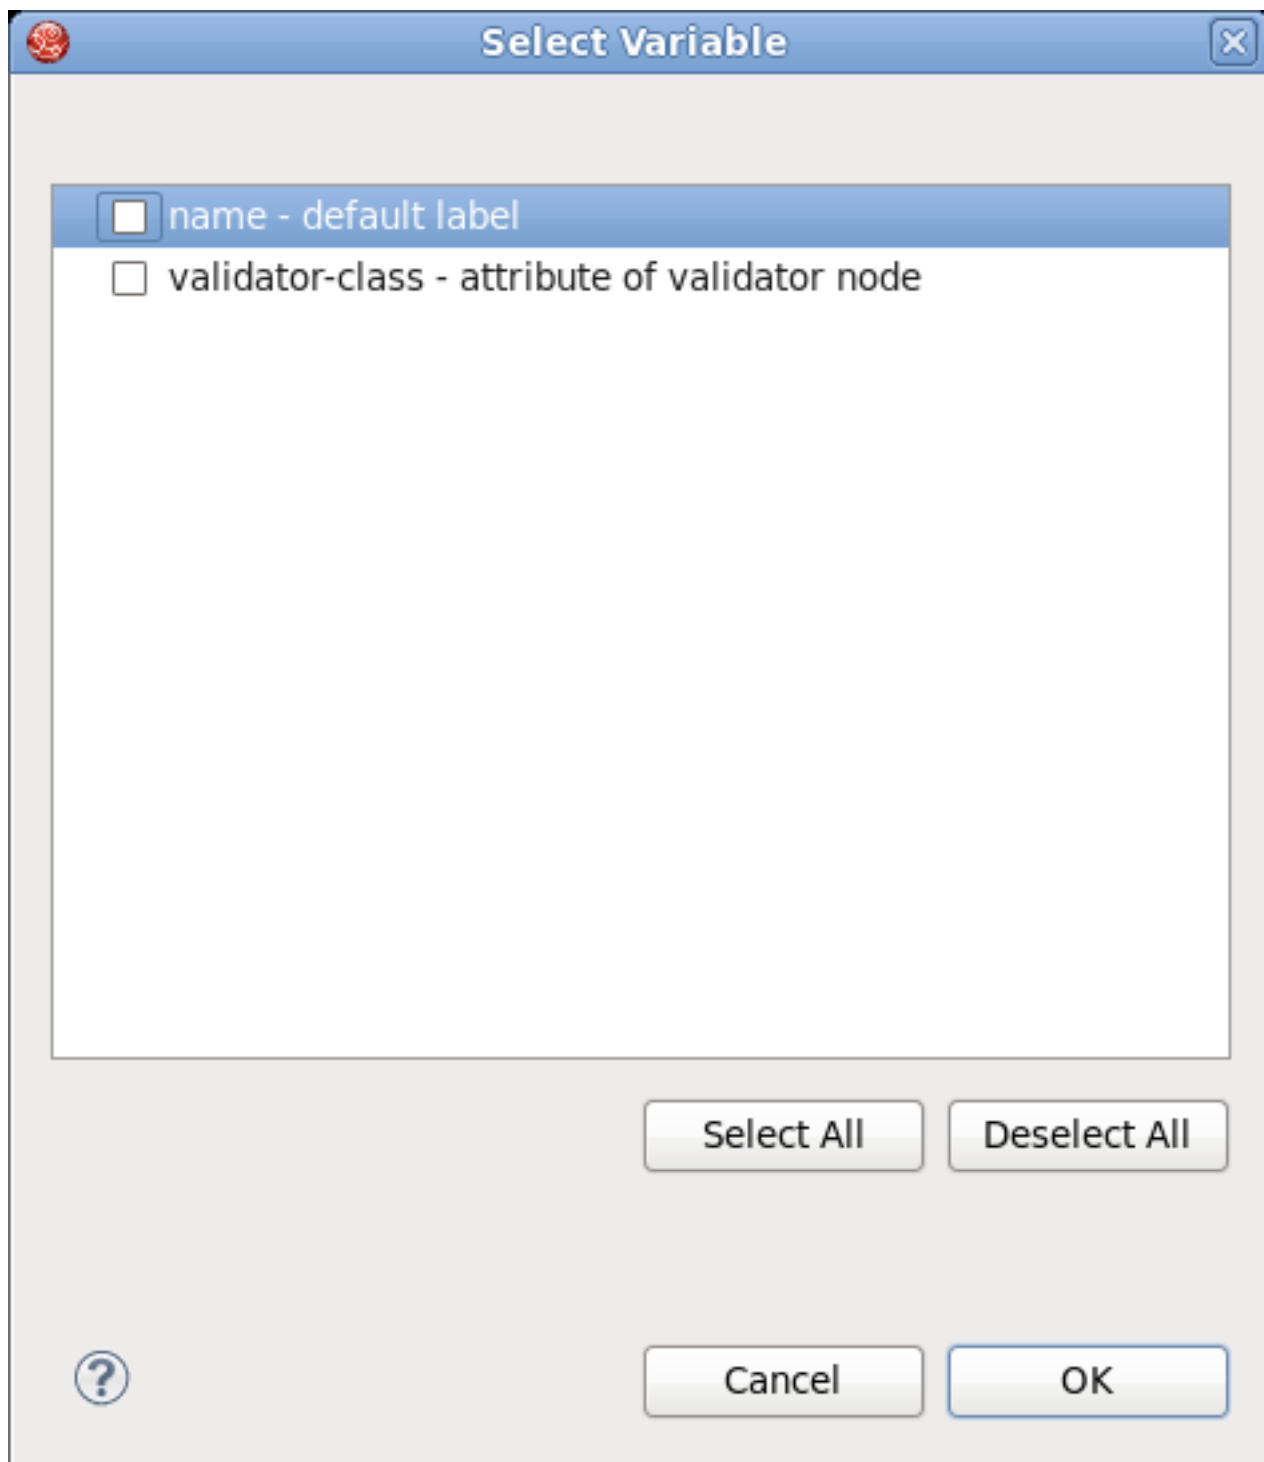 Select Variable
name - default label
validator-class - attribute of validator node
Select All
Deselect All
?
Cancel
OK